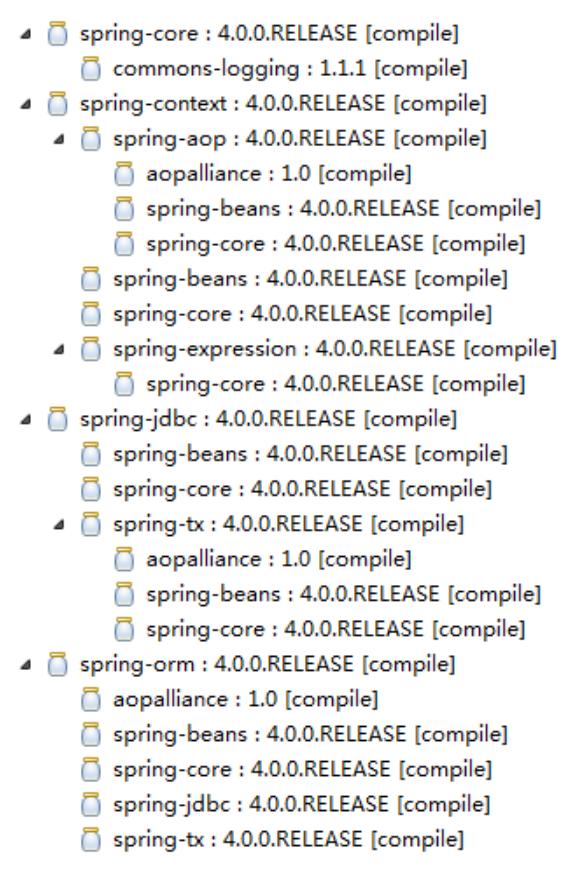 spring-core : 4.0.0.RELEASE [compile]
commons-logging : 1.1.1 [compile]
spring-context : 4.0.0.RELEASE [compile]
spring-aop : 4.0.0.RELEASE [compile]
aopalliance : 1.0 [compile]
spring-beans : 4.0.0.RELEASE [compile]
spring-core : 4.0.0.RELEASE [compile]
spring-beans : 4.0.0.RELEASE [compile]
spring-core : 4.0.0.RELEASE [compile]
spring-expression : 4.0.0.RELEASE [compile]
spring-core : 4.0.0.RELEASE [compile]
spring-jdbc : 4.0.0.RELEASE [compile]
spring-beans : 4.0.0.RELEASE [compile]
spring-core : 4.0.0.RELEASE [compile]
spring-tx : 4.0.0.RELEASE [compile]
aopalliance : 1.0 [compile]
spring-beans : 4.0.0.RELEASE [compile]
spring-core : 4.0.0.RELEASE [compile]
spring-orm : 4.0.0.RELEASE [compile]
aopalliance : 1.0 [compile]
spring-beans : 4.0.0.RELEASE [compile]
spring-core : 4.0.0.RELEASE [compile]
spring-jdbc : 4.0.0.RELEASE [compile]
spring-tx : 4.0.0.RELEASE [compile]